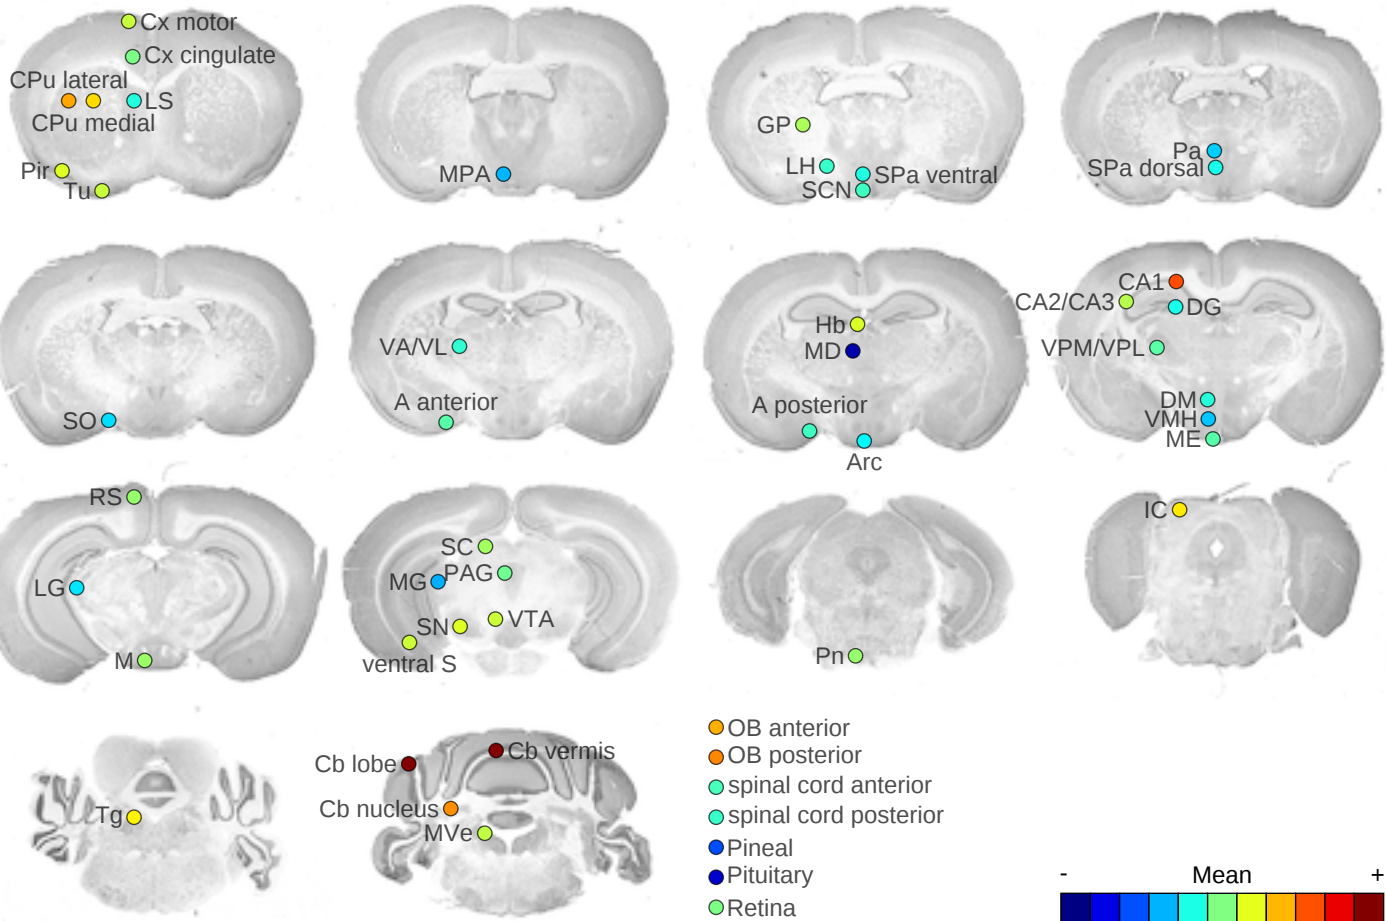 Cx motor
Cx cingulate
CPu lateral
LS
CPu medial
Pir
Tu
MPA
GP
LH
SPa ventral
SCN
Pa
SPa dorsal
SO
VA/VL
A anterior
Hb
MD
A posterior
Arc
CA1
CA2/CA3
DG
VPM/VPL
DM
VMH
ME
RS
LG
M
SC
MG
PAG
SN
VTA
ventral S
Pn
IC
Tg
Cb lobe
Cb vermis
Cb nucleus
MVe
OB anterior
OB posterior
spinal cord anterior
spinal cord posterior
Pineal
Pituitary
Retina
- Mean +